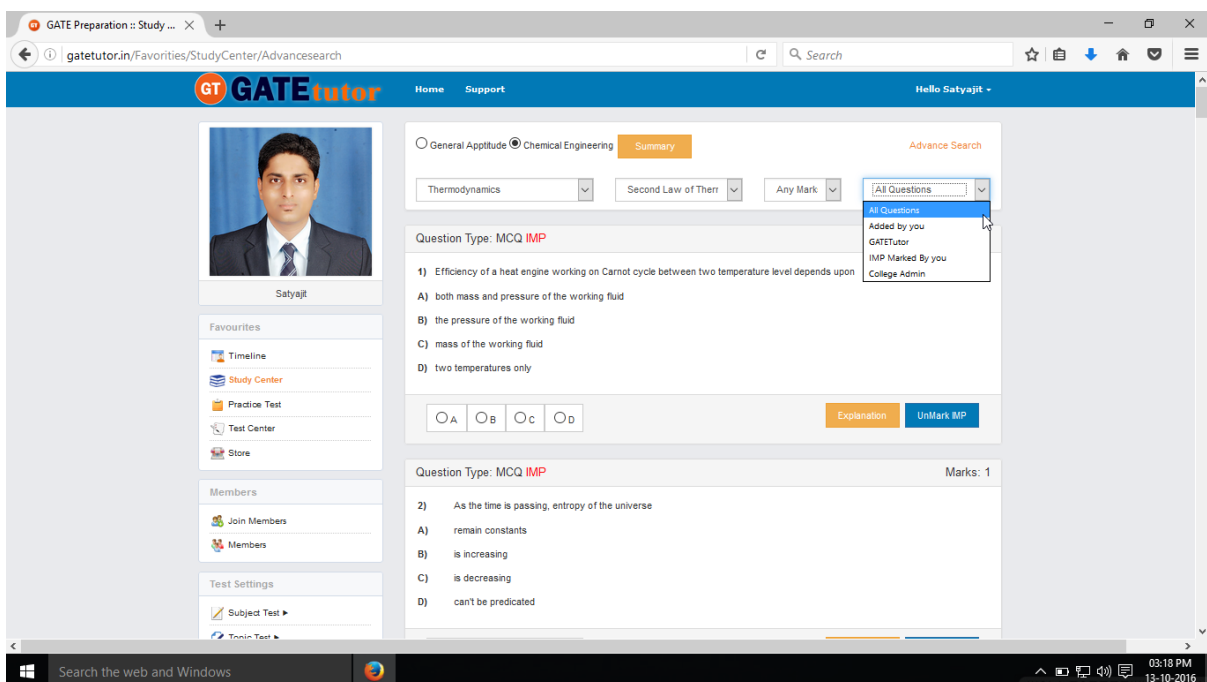 GATE Preparation :: Study ...
gatetutor.in/Favorities/StudyCenter/Advancesearch
Search
GT GATEtutor
Home Support Hello Satyajit
General Apptitude Chemical Engineering Summary Advance Search
Thermodynamics Second Law of Therr Any Mark All Questions
All Questions
Added by you
GATETutor
IMP Marked By you
College Admin
Satyajit
Favourites
Timeline
Study Center
Practice Test
Test Center
Store
Members
Join Members
Members
Test Settings
Subject Test
Topic Test
Question Type: MCQ IMP
1) Efficiency of a heat engine working on Carnot cycle between two temperature level depends upon
A) both mass and pressure of the working fluid
B) the pressure of the working fluid
C) mass of the working fluid
D) two temperatures only
A B C D Explanation UnMark IMP
Question Type: MCQ IMP Marks: 1
2) As the time is passing, entropy of the universe
A) remain constants
B) is increasing
C) is decreasing
D) can't be predicated
Search the web and Windows
03:18 PM
13-10-2016